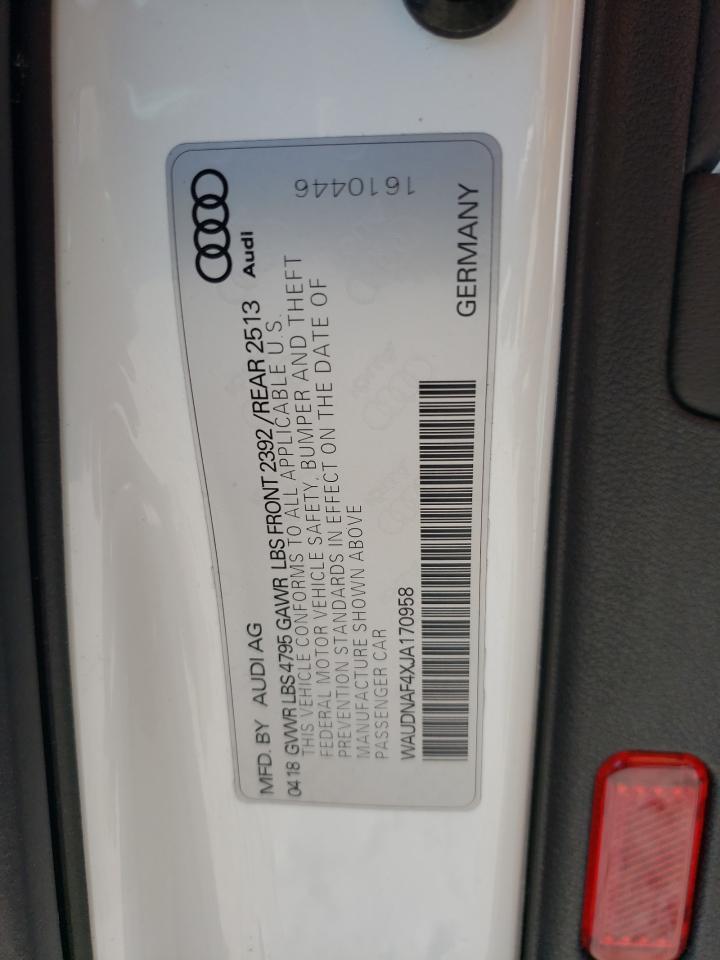 MFD. BY AUDI AG
Audi
04 18 GVWR LBS 4795 GAWR LBS FRONT 2392 /REAR 2513
THIS VEHICLE CONFORMS TO ALL APPLICABLE U.S.
FEDERAL MOTOR VEHICLE SAFETY, BUMPER AND THEFT
PREVENTION STANDARDS IN EFFECT ON THE DATE OF
MANUFACTURE SHOWN ABOVE
PASSENGER CAR
1610446
WAUDNAF4XJA170958
GERMANY